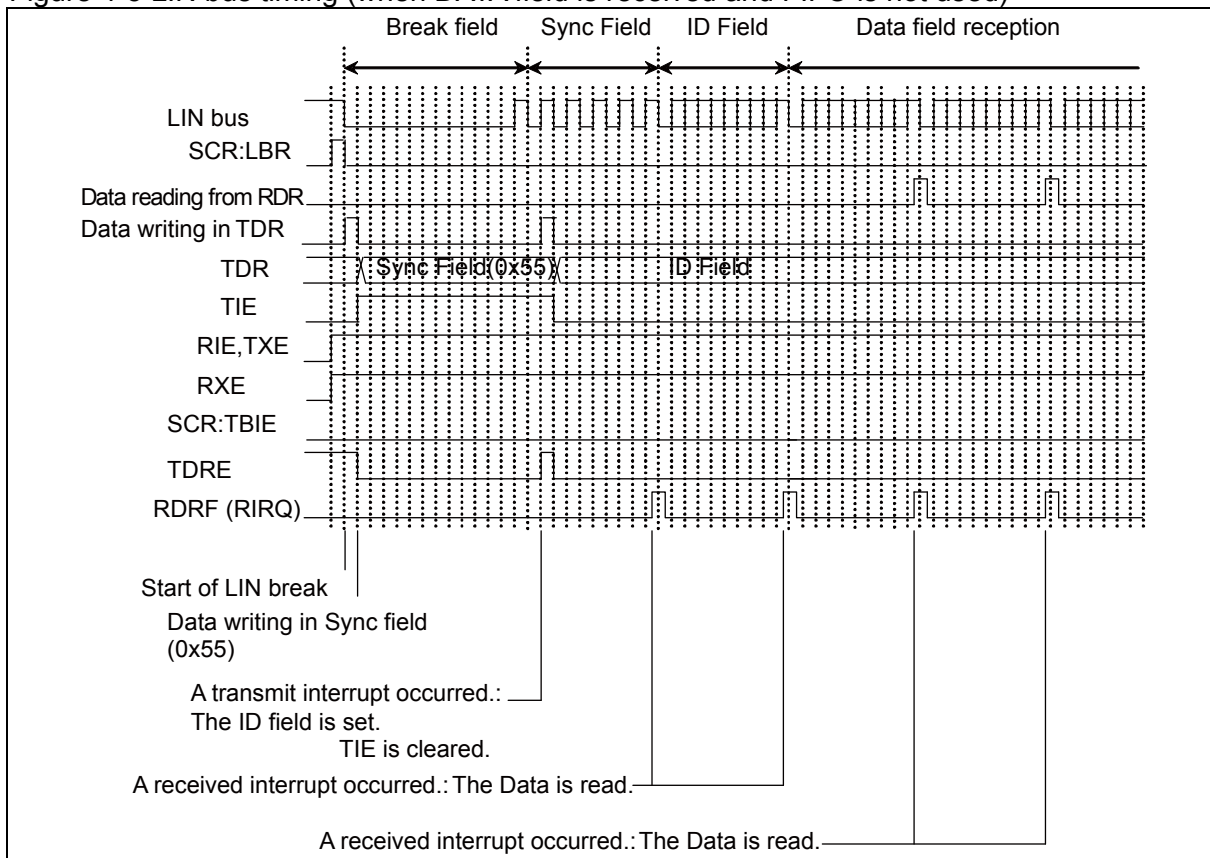 Break field Sync Field ID Field Data field reception
LIN bus
SCR:LBR
Data reading from RDR
Data writing in TDR
TDR Sync Field(0x55) ID Field
TIE
RIE,TXE
RXE
SCR:TBIE
TDRE
RDRF (RIRQ)
Start of LIN break
Data writing in Sync field
(0x55)
A transmit interrupt occurred.:
The ID field is set.
TIE is cleared.
A received interrupt occurred.: The Data is read.
A received interrupt occurred.: The Data is read.